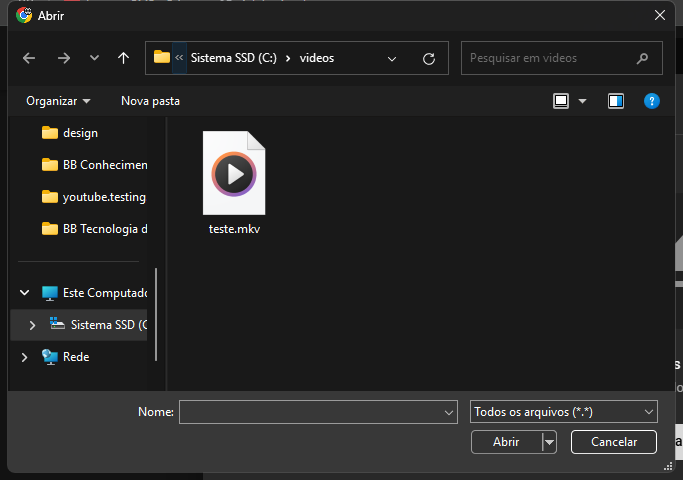 Abrir
« Sistema SSD (C:) › videos
Pesquisar em videos
Organizar
Nova pasta
design
BB Conhecimen
youtube.testing
BB Tecnologia d
Este Computado
Sistema SSD (C
Rede
teste.mkv
Nome:
Todos os arquivos (*.*)
Abrir
Cancelar